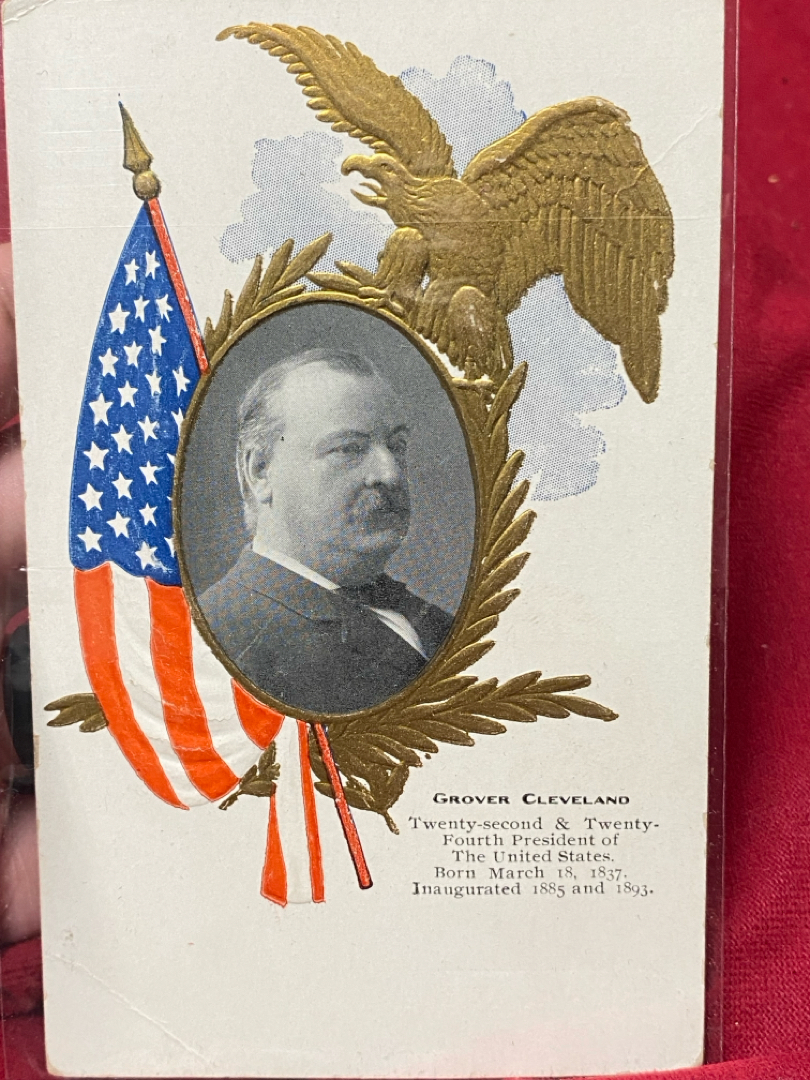 GROVER CLEVELAND
Twenty-second & Twenty-
Fourth President of
The United States.
Born March 18, 1837.
Inaugurated 1885 and 1893.